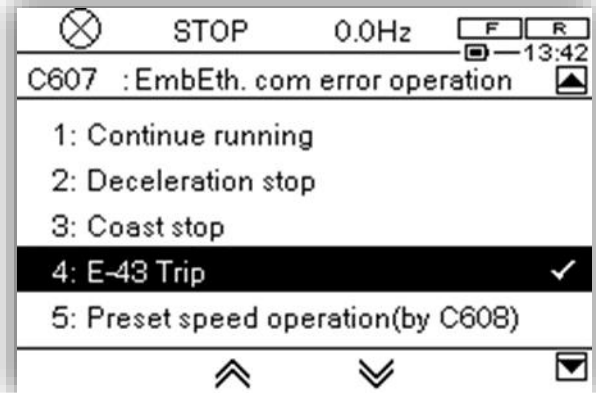 STOP 0.0Hz F R
13:42
C607 : EmbEth. com error operation
1: Continue running
2: Deceleration stop
3: Coast stop
4: E-43 Trip
5: Preset speed operation(by C608)